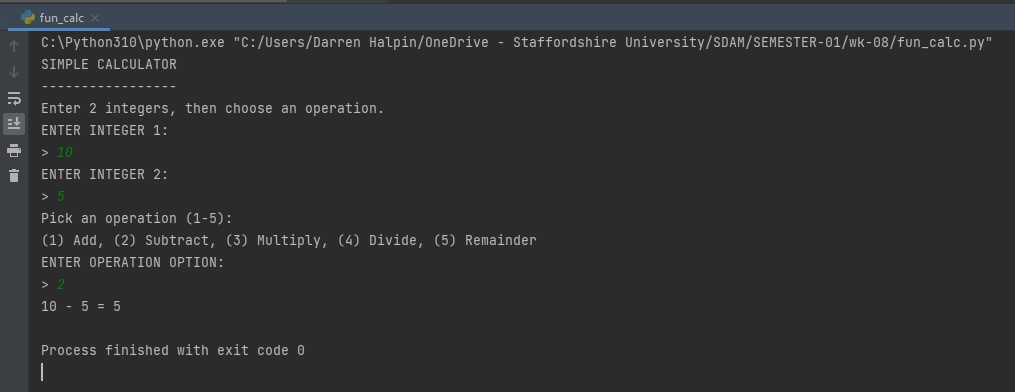 fun_calc
C:\Python310\python.exe "C:/Users/Darren Halpin/OneDrive - Staffordshire University/SDAM/SEMESTER-01/wk-08/fun_calc.py"
SIMPLE CALCULATOR
-----------------
Enter 2 integers, then choose an operation.
ENTER INTEGER 1:
> 10
ENTER INTEGER 2:
> 5
Pick an operation (1-5):
(1) Add, (2) Subtract, (3) Multiply, (4) Divide, (5) Remainder
ENTER OPERATION OPTION:
> 2
10 - 5 = 5
Process finished with exit code 0